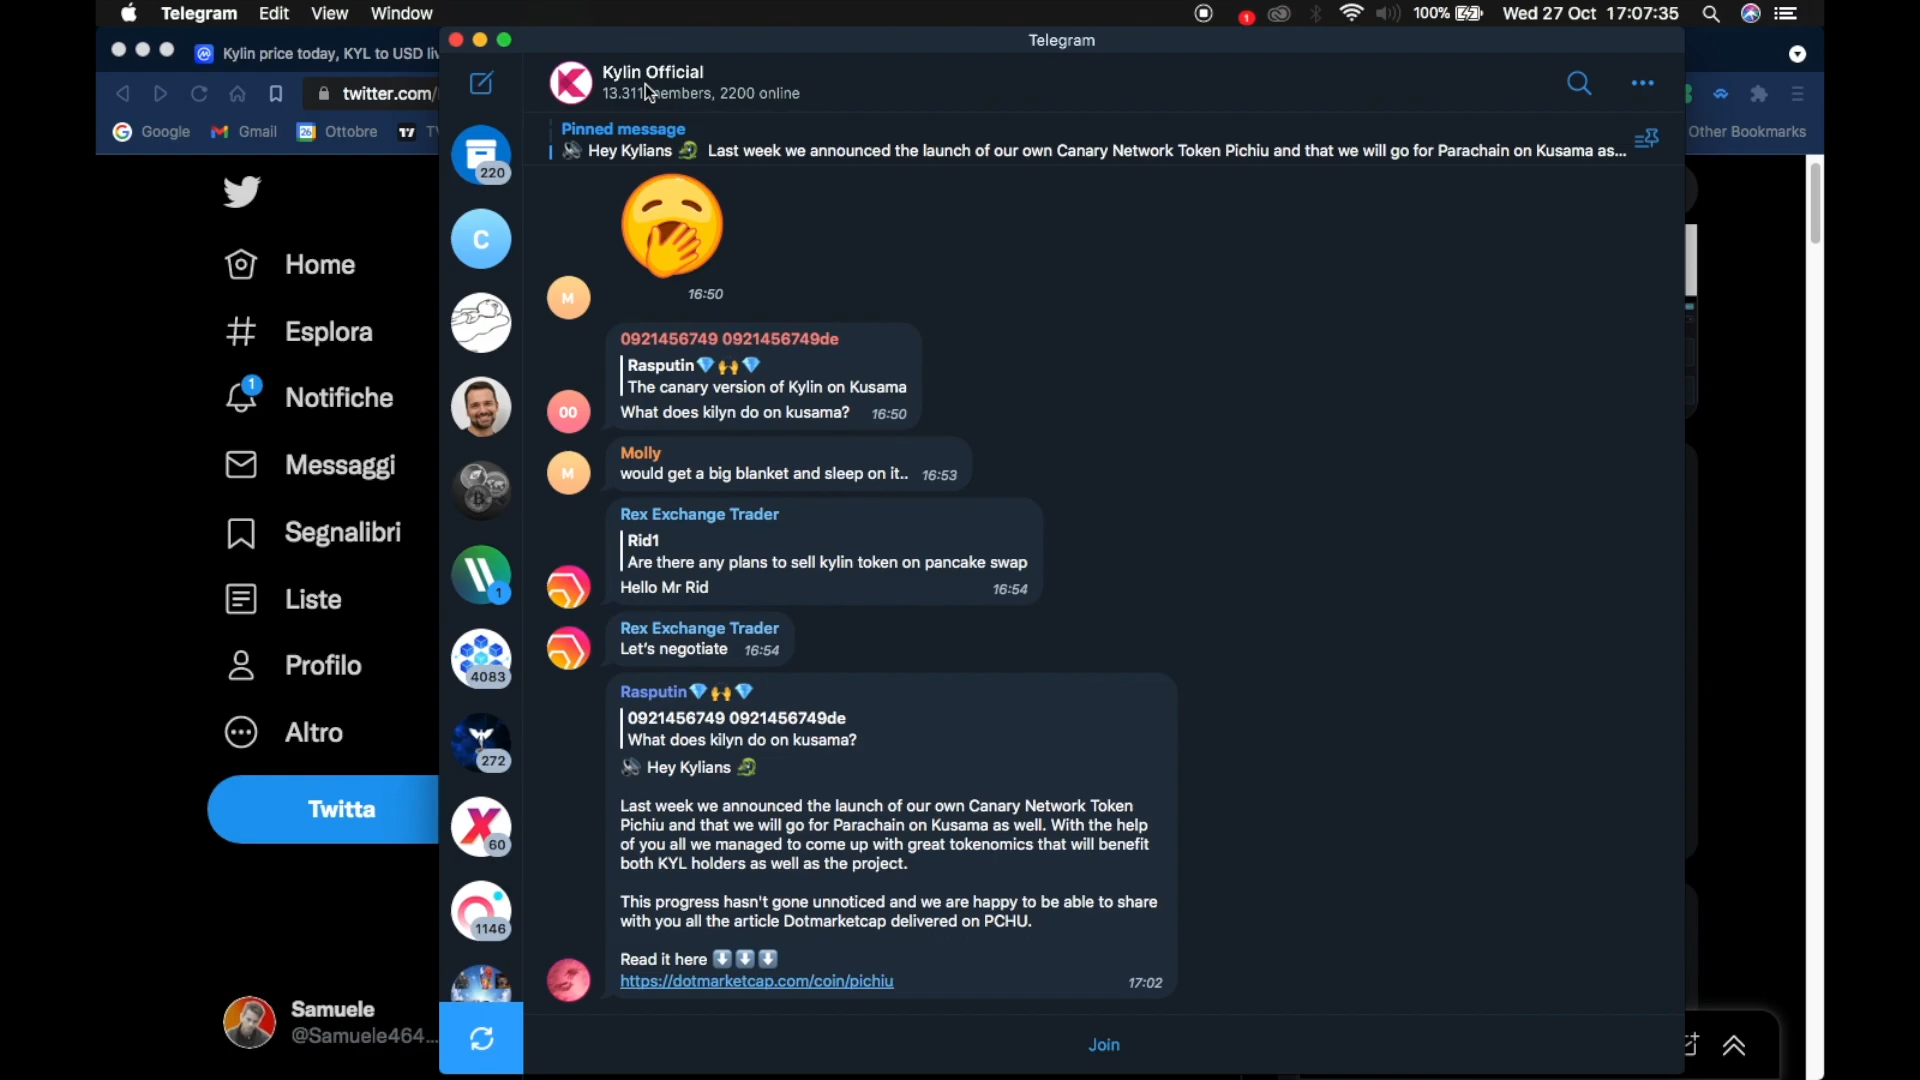 Telegram Edit View Window
1 100% Wed 27 Oct 17:07:35
Kylin price today, KYL to USD li
twitter.com/
Google Gmail 26 Ottobre
Other Bookmarks
Home
Esplora
1
Notifiche
Messaggi
Segnalibri
Liste
Profilo
Altro
Twitta
Samuele
@Samuele464...
Telegram
220
C
1
4083
272
60
1146
Kylin Official
13.311 members, 2200 online
Pinned message
Hey Kylians Last week we announced the launch of our own Canary Network Token Pichiu and that we will go for Parachain on Kusama as...
16:50
M
0921456749 0921456749de
Rasputin💎🙌💎
The canary version of Kylin on Kusama
What does kilyn do on kusama? 16:50
00
Molly
would get a big blanket and sleep on it.. 16:53
M
Rex Exchange Trader
Rid1
Are there any plans to sell kylin token on pancake swap
Hello Mr Rid 16:54
Rex Exchange Trader
Let's negotiate 16:54
Rasputin💎🙌💎
0921456749 0921456749de
What does kilyn do on kusama?
🔊 Hey Kylians 🐲
Last week we announced the launch of our own Canary Network Token
Pichiu and that we will go for Parachain on Kusama as well. With the help
of you all we managed to come up with great tokenomics that will benefit
both KYL holders as well as the project.
This progress hasn't gone unnoticed and we are happy to be able to share
with you all the article Dotmarketcap delivered on PCHU.
Read it here ⬇️⬇️⬇️
https://dotmarketcap.com/coin/pichiu 17:02
Join